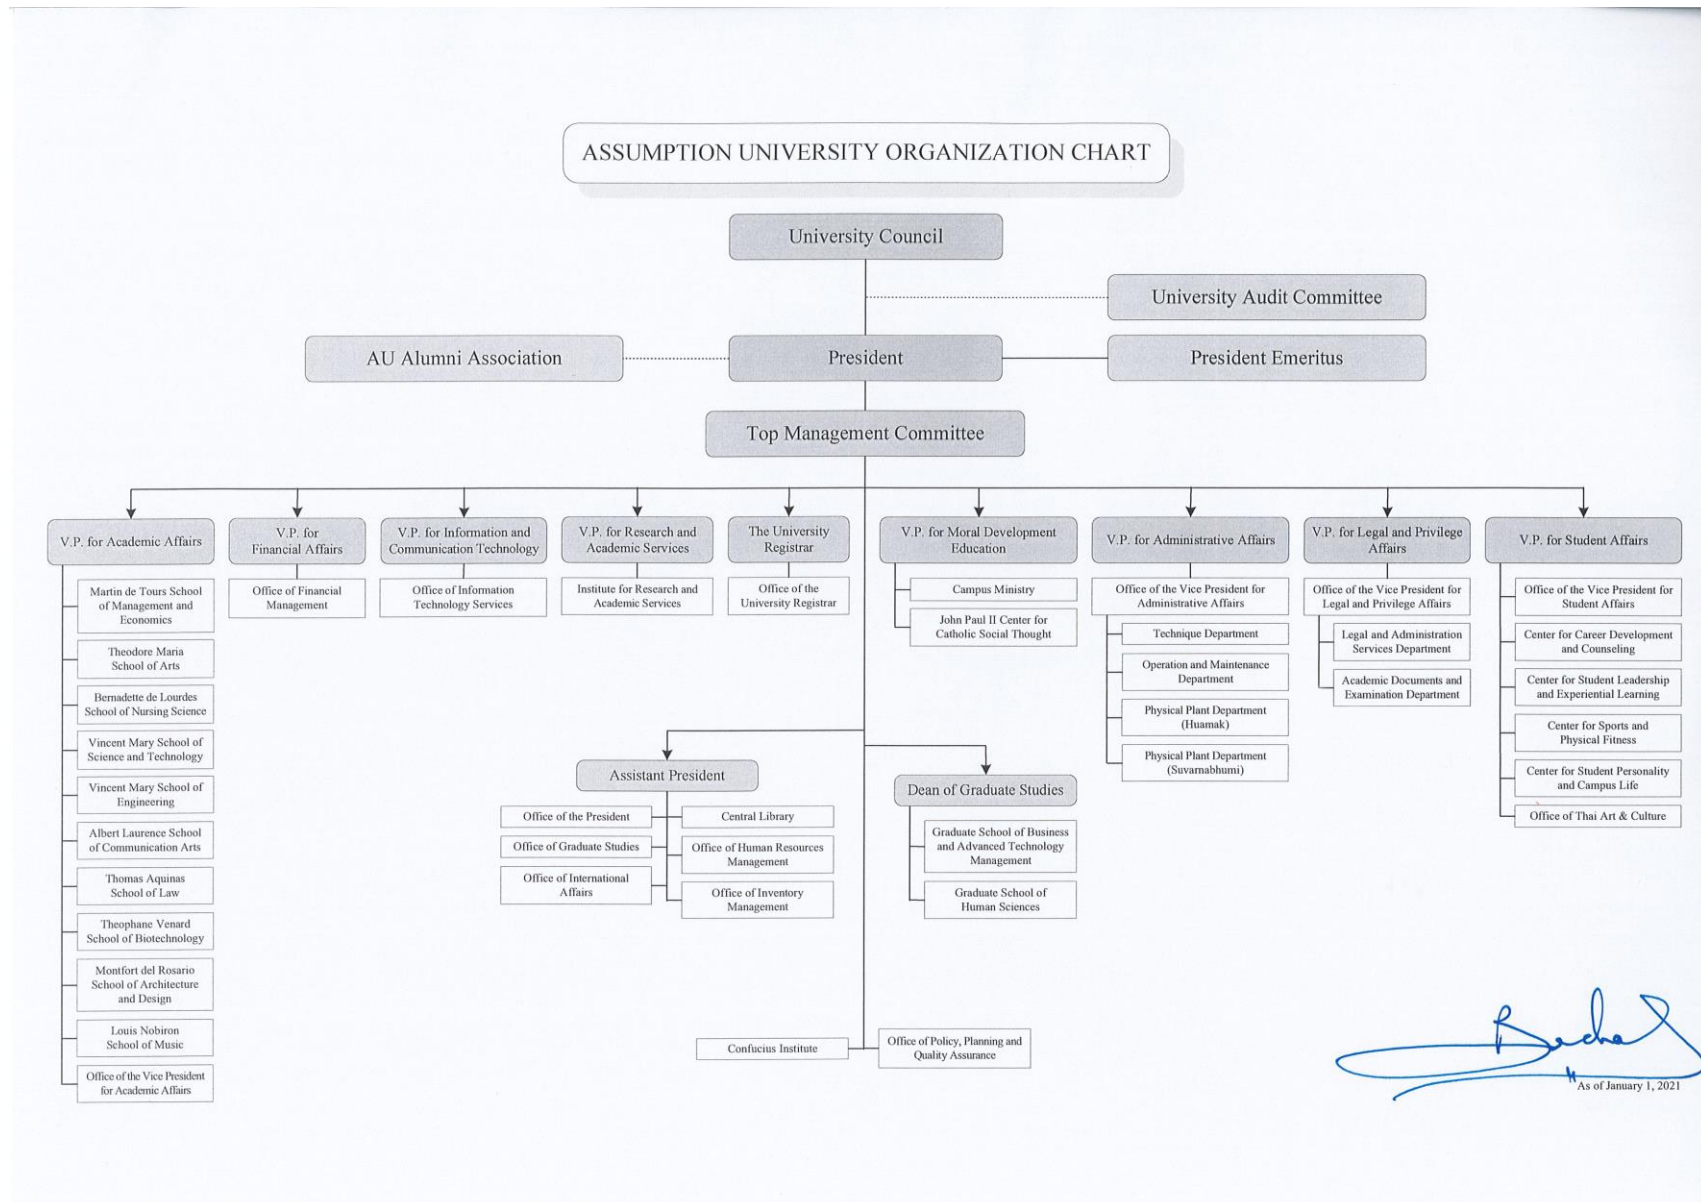 ASSUMPTION UNIVERSITY ORGANIZATION CHART
University Council
University Audit Committee
AU Alumni Association
President
President Emeritus
Top Management Committee
V.P. for Academic Affairs
Martin de Tours School
of Management and
Economics
Theodore Maria
School of Arts
Bernadette de Lourdes
School of Nursing Science
Vincent Mary School of
Science and Technology
Vincent Mary School of
Engineering
Albert Laurence School
of Communication Arts
Thomas Aquinas
School of Law
Theophane Venard
School of Biotechnology
Montfort del Rosario
School of Architecture
and Design
Louis Nobiron
School of Music
Office of the Vice President
for Academic Affairs
V.P. for
Financial Affairs
Office of Financial
Management
V.P. for Information and
Communication Technology
Office of Information
Technology Services
V.P. for Research and
Academic Services
Institute for Research and
Academic Services
The University
Registrar
Office of the
University Registrar
V.P. for Moral Development
Education
Campus Ministry
John Paul II Center for
Catholic Social Thought
V.P. for Administrative Affairs
Office of the Vice President for
Administrative Affairs
Technique Department
Operation and Maintenance
Department
Physical Plant Department
(Huamak)
Physical Plant Department
(Suvarnabhumi)
V.P. for Legal and Privilege
Affairs
Office of the Vice President for
Legal and Privilege Affairs
Legal and Administration
Services Department
Academic Documents and
Examination Department
V.P. for Student Affairs
Office of the Vice President for
Student Affairs
Center for Career Development
and Counseling
Center for Student Leadership
and Experiential Learning
Center for Sports and
Physical Fitness
Center for Student Personality
and Campus Life
Office of Thai Art & Culture
Assistant President
Office of the President
Central Library
Office of Graduate Studies
Office of Human Resources
Management
Office of International
Affairs
Office of Inventory
Management
Dean of Graduate Studies
Graduate School of Business
and Advanced Technology
Management
Graduate School of
Human Sciences
Confucius Institute
Office of Policy, Planning and
Quality Assurance
As of January 1, 2021